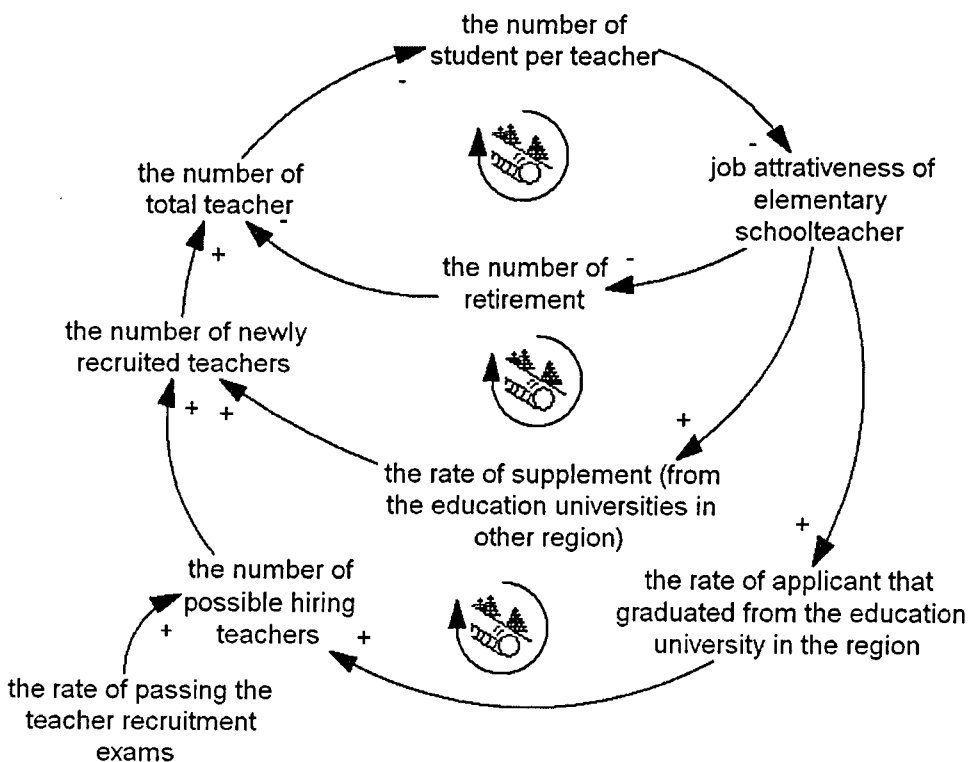 the number of
student per teacher
-
-
the number of
total teacher
job attrativeness of
elementary
schoolteacher
-
+
the number of
retirement
-
the number of newly
recruited teachers
+
+
+
the rate of supplement (from
the education universities in
other region)
+
the number of
possible hiring
teachers
+
+
the rate of applicant that
graduated from the education
university in the region
the rate of passing the
teacher recruitment
exams